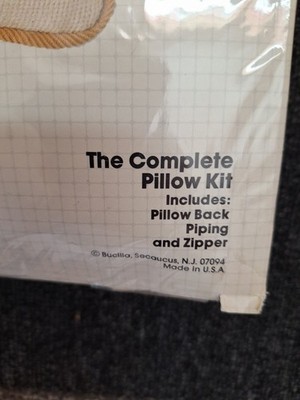 The Complete
Pillow Kit
Includes:
Pillow Back
Piping
and Zipper
© Bucilla, Secaucus, N.J. 07094
Made in U.S.A.